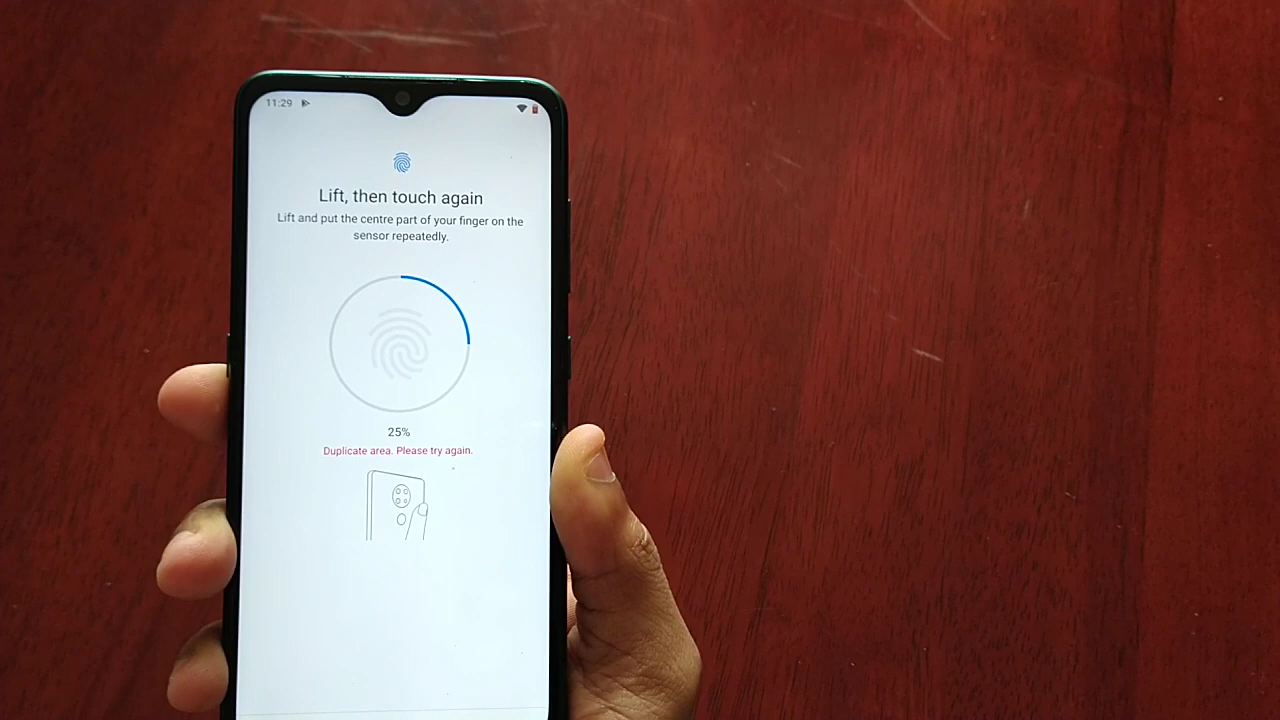 11:29
Lift, then touch again
Lift and put the centre part of your finger on the
sensor repeatedly.
25%
Duplicate area. Please try again.